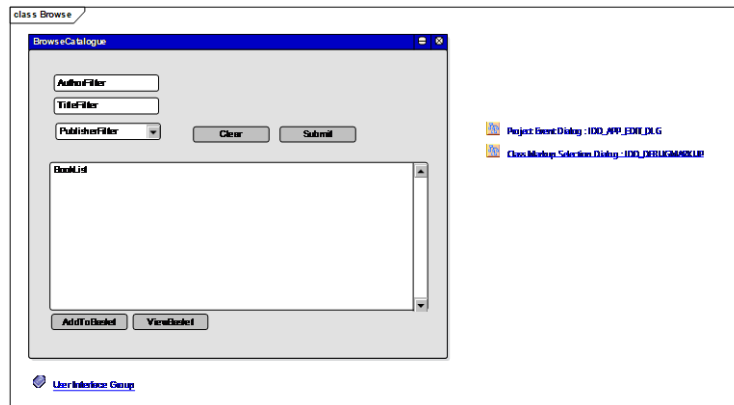 class Browse
BrowseCatalogue
AuthorFilter
TitleFilter
PublisherFilter
Clear
Submit
Project Event Dialog : IDD_APP_EDIT_DLG
Class Markup Selection Dialog : IDD_DEBUGMARKUP
BookList
AddToBasket
ViewBasket
User Interface Group